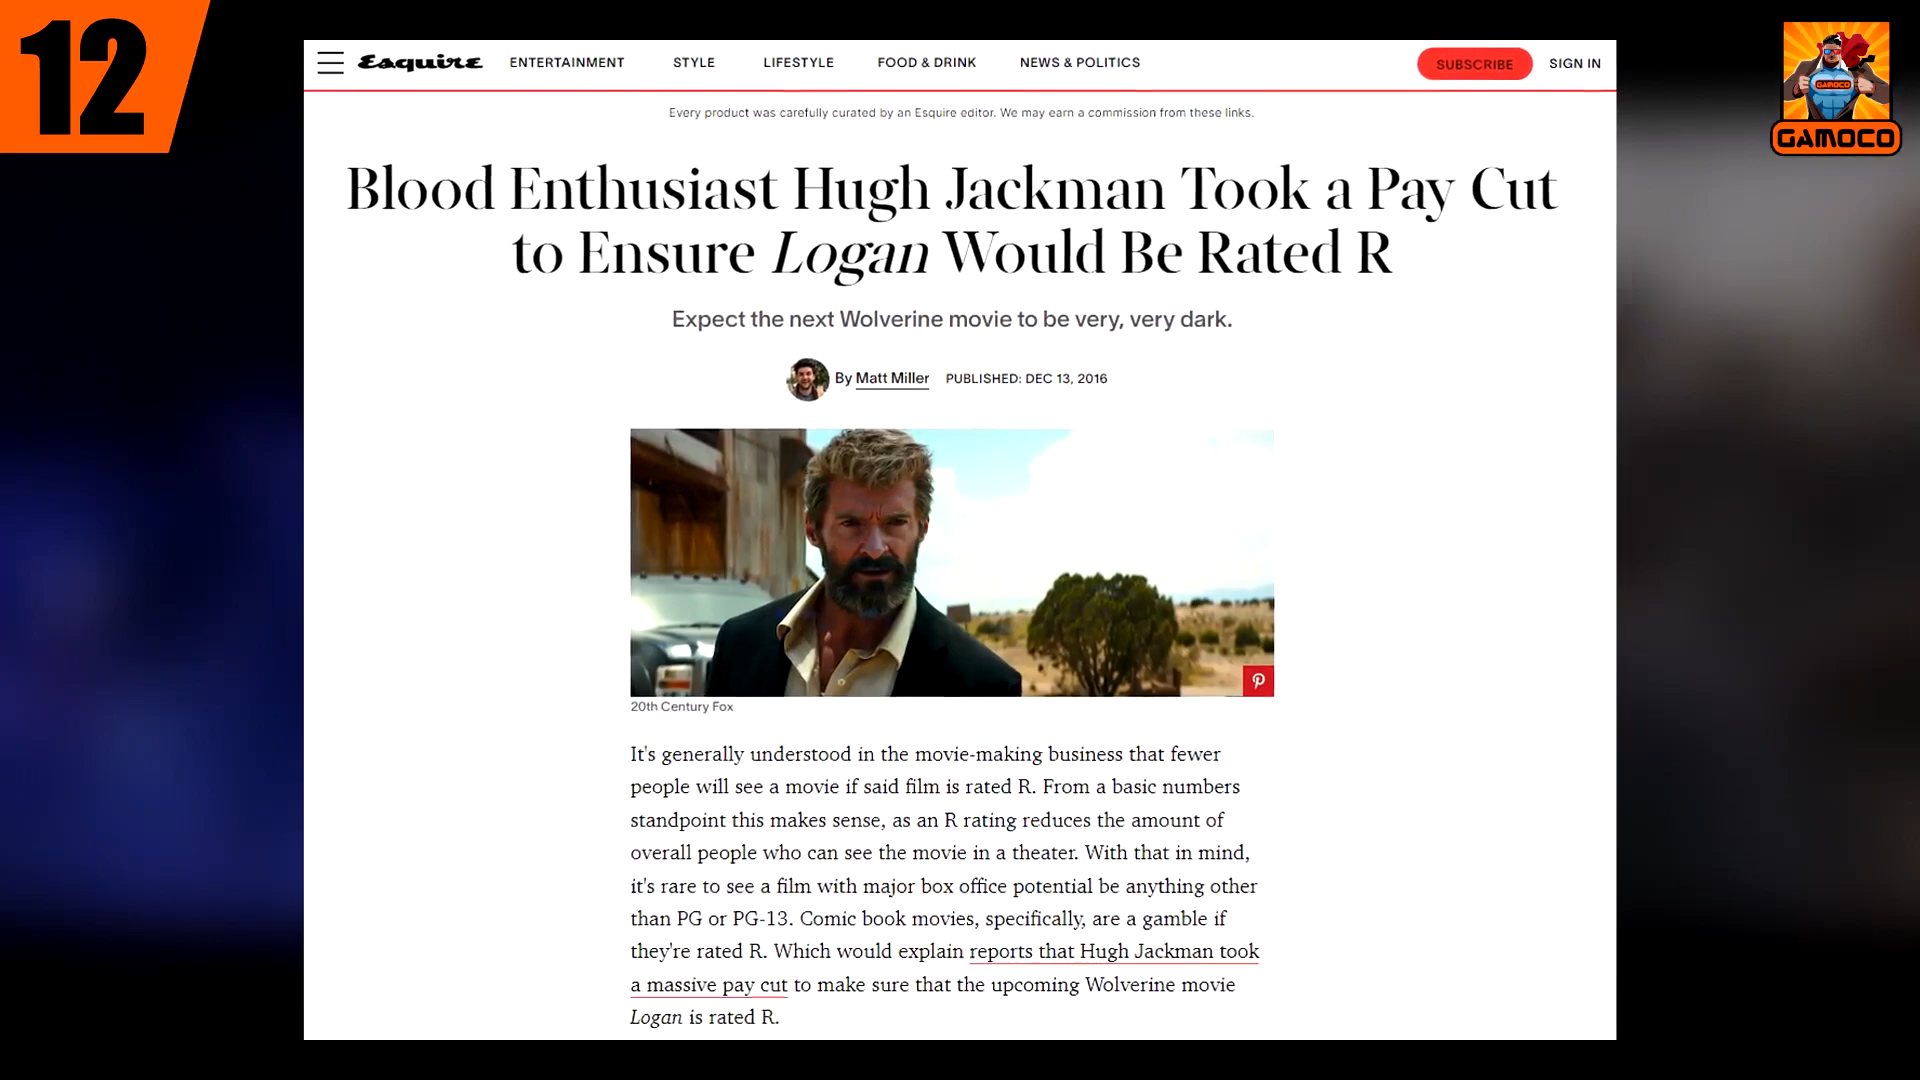 12
Esquire ENTERTAINMENT STYLE LIFESTYLE FOOD & DRINK NEWS & POLITICS SUBSCRIBE SIGN IN
GAMOCO
GAMOCO
Every product was carefully curated by an Esquire editor. We may earn a commission from these links.
Blood Enthusiast Hugh Jackman Took a Pay Cut
to Ensure Logan Would Be Rated R
Expect the next Wolverine movie to be very, very dark.
By Matt Miller PUBLISHED: DEC 13, 2016
20th Century Fox
It's generally understood in the movie-making business that fewer
people will see a movie if said film is rated R. From a basic numbers
standpoint this makes sense, as an R rating reduces the amount of
overall people who can see the movie in a theater. With that in mind,
it's rare to see a film with major box office potential be anything other
than PG or PG-13. Comic book movies, specifically, are a gamble if
they're rated R. Which would explain reports that Hugh Jackman took
a massive pay cut to make sure that the upcoming Wolverine movie
Logan is rated R.